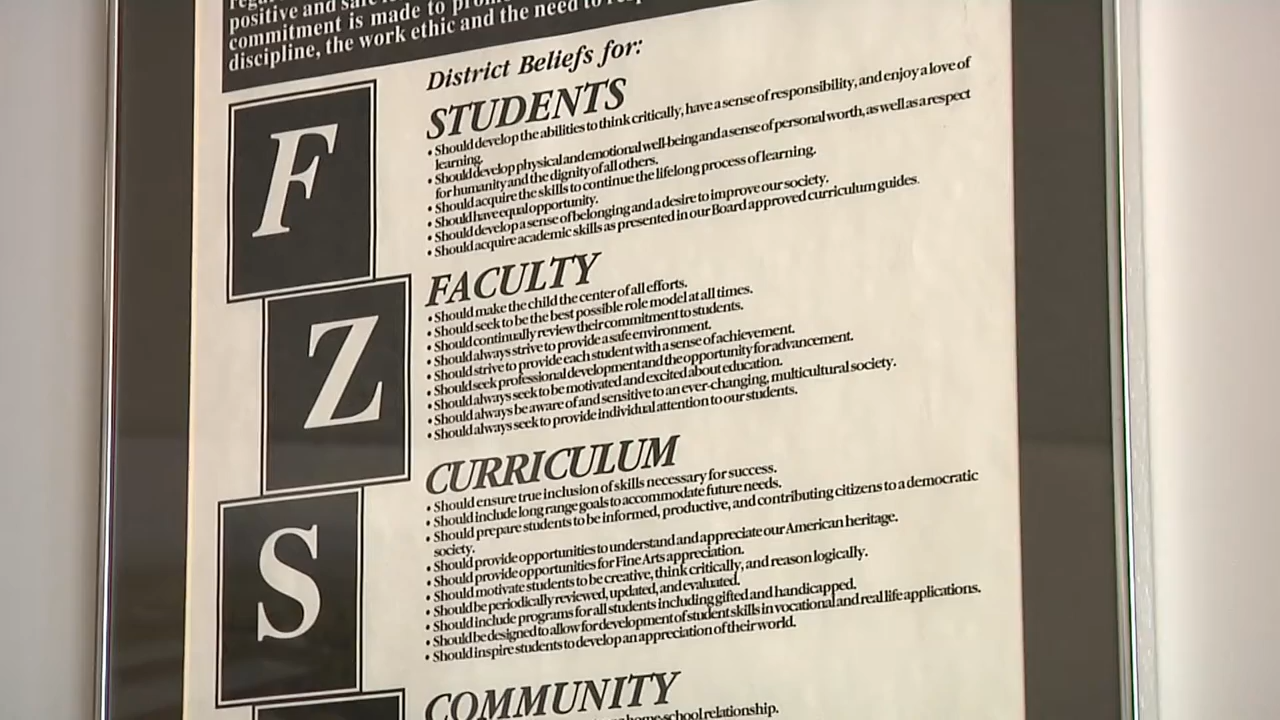 positive and safe
commitment is made to
discipline, the work ethic and the need to
District Beliefs for:
STUDENTS
• Should develop the abilities to think critically, have a sense of responsibility, and enjoy a love of
learning.
• Should develop physical and emotional well-being and a sense of personal worth, as well as a respect
for humanity and the dignity of all others.
• Should acquire the skills to continue the lifelong process of learning.
• Should have equal opportunity.
• Should develop a sense of belonging and a desire to improve our society.
• Should acquire academic skills as presented in our Board approved curriculum guides.
F
FACULTY
• Should make the child the center of all efforts.
• Should seek to be the best possible role model at all times.
• Should continually review their commitment to students.
• Should always strive to provide a safe environment.
• Should strive to provide each student with a sense of achievement.
• Should seek professional development and the opportunity for advancement.
• Should always seek to be motivated and excited about education.
• Should always be aware of and sensitive to an ever-changing, multicultural society.
• Should always seek to provide individual attention to our students.
Z
CURRICULUM
• Should ensure true inclusion of skills necessary for success.
• Should include long range goals to accommodate future needs.
• Should prepare students to be informed, productive, and contributing citizens to a democratic
society.
• Should provide opportunities to understand and appreciate our American heritage.
• Should provide opportunities for Fine Arts appreciation.
• Should motivate students to be creative, think critically, and reason logically.
• Should be periodically reviewed, updated, and evaluated.
• Should include programs for all students including gifted and handicapped.
• Should be designed to allow for development of student skills in vocational and real life applications.
• Should inspire students to develop an appreciation of their world.
S
COMMUNITY
home-school relationship.